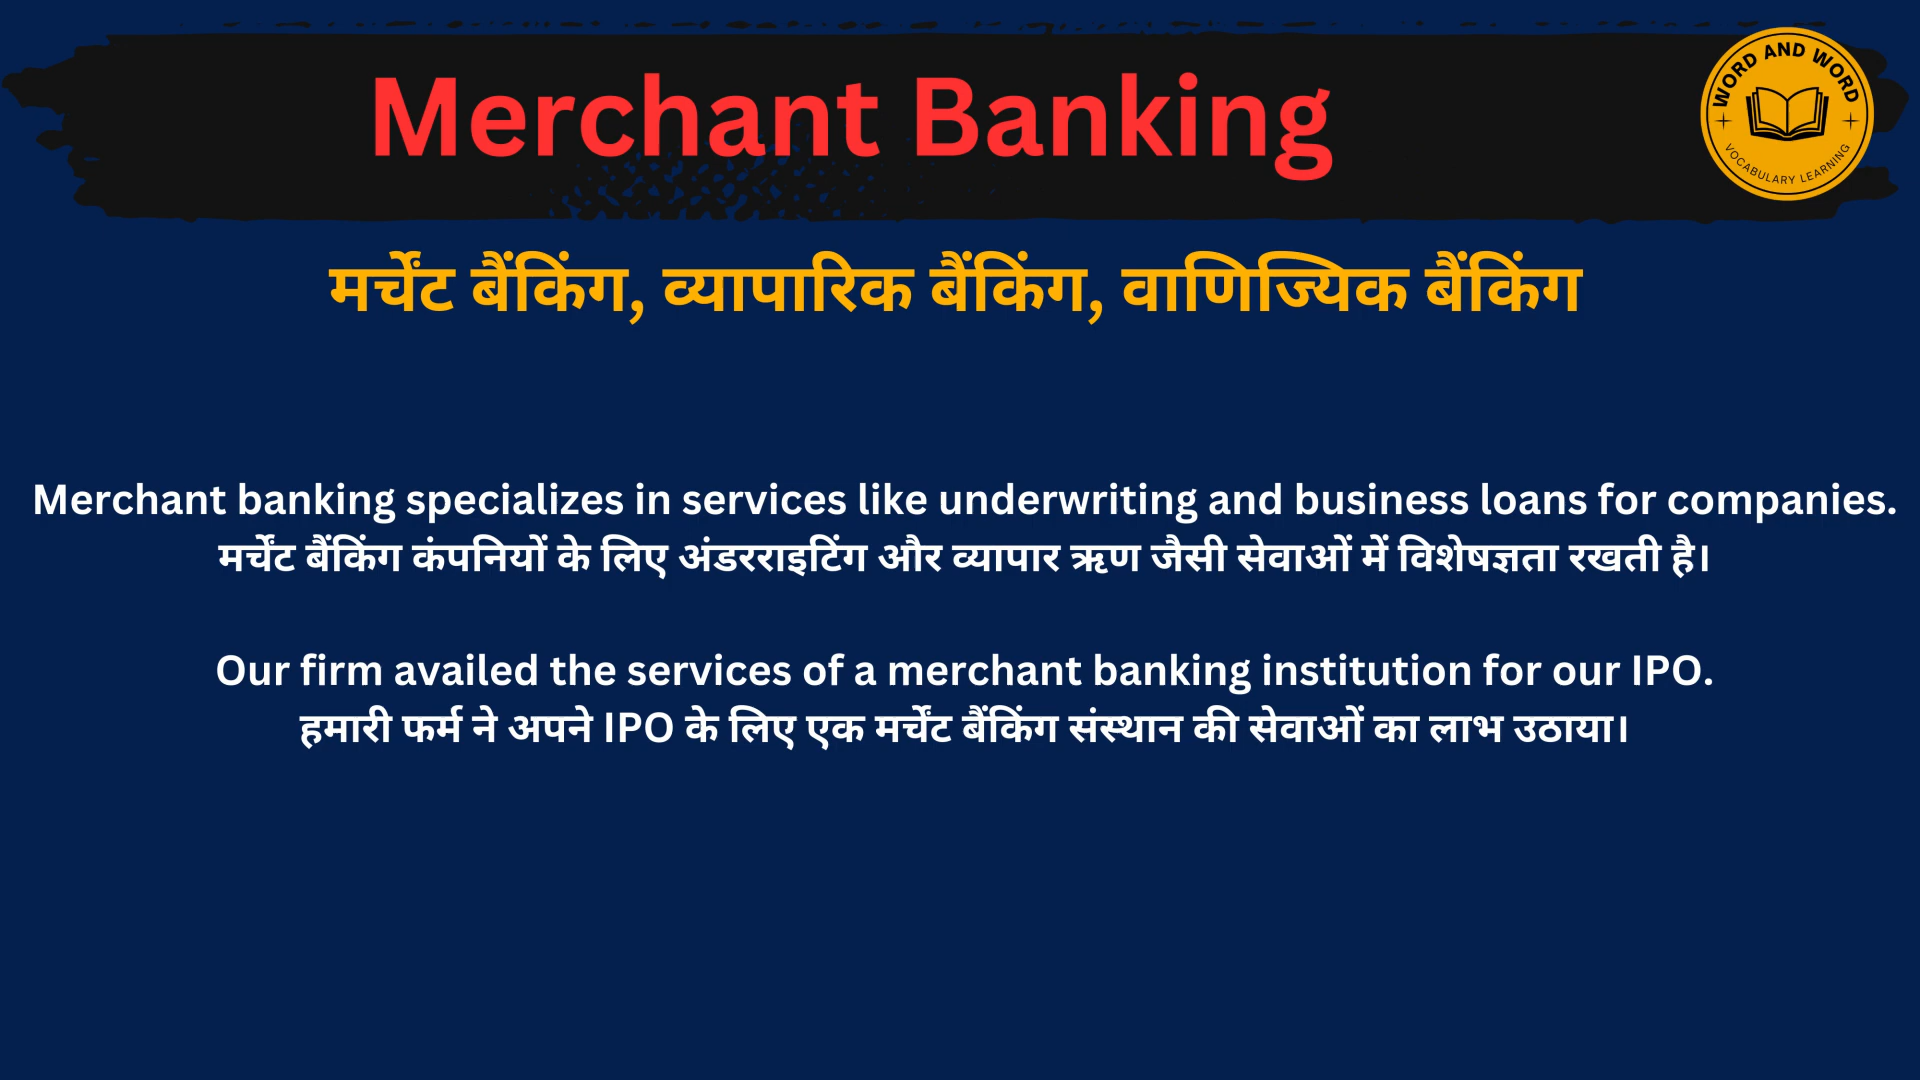 Merchant Banking
WORD AND WORD
VOCABULARY LEARNING
मर्चेंट बैंकिंग, व्यापारिक बैंकिंग, वाणिज्यिक बैंकिंग
Merchant banking specializes in services like underwriting and business loans for companies.
मर्चेंट बैंकिंग कंपनियों के लिए अंडरराइटिंग और व्यापार ऋण जैसी सेवाओं में विशेषज्ञता रखती है।
Our firm availed the services of a merchant banking institution for our IPO.
हमारी फर्म ने अपने IPO के लिए एक मर्चेंट बैंकिंग संस्थान की सेवाओं का लाभ उठाया।